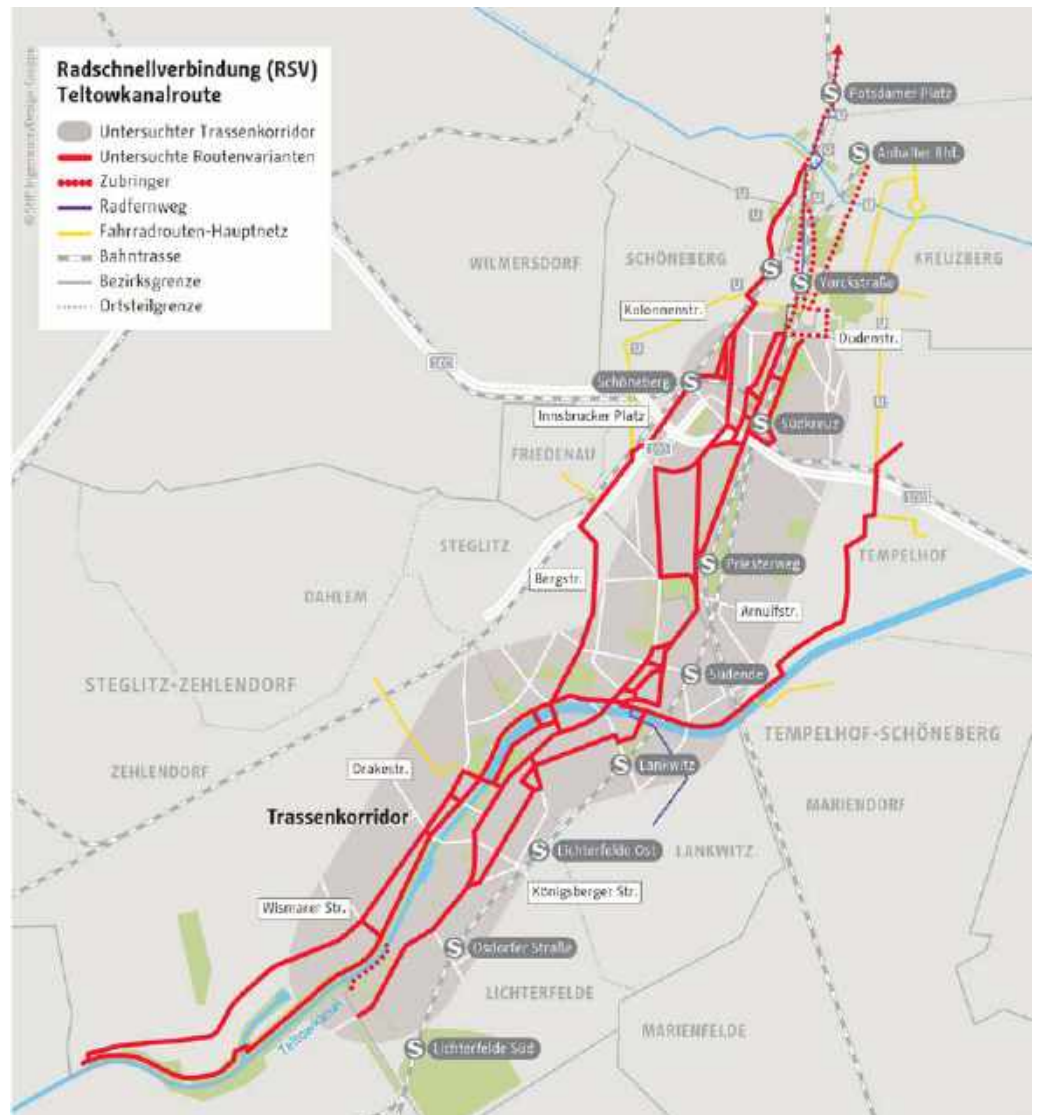 Radschnellverbindung (RSV)
Teltowkanalroute
Untersuchter Trassenkorridor
Untersuchte Routenvarianten
Zubringer
Radfernweg
Fahrradrouten-Hauptnetz
Bahntrasse
Bezirksgrenze
Ortsteilgrenze
S Potsdamer Platz
U
S Anhalter Bhf.
U
U
U
U
U
U
WILMERSDORF
SCHÖNEBERG
KREUZBERG
S
S Yorckstraße
U
Kolonnenstr.
U
Dudenstr.
U
Schöneberg S
Innsbrucker Platz
U
S Südkreuz
FRIEDENAU
STEGLITZ
TEMPELHOF
Bergstr.
S Priesterweg
DAHLEM
Arnulfstr.
S Südende
STEGLITZ-ZEHLENDORF
TEMPELHOF-SCHÖNEBERG
ZEHLENDORF
Drakestr.
S Lankwitz
MARIENDORF
Trassenkorridor
S Lichterfelde Ost
LANKWITZ
Königsberger Str.
Wismarer Str.
S Osdorfer Straße
LICHTERFELDE
Teltowkanal
MARIENFELDE
S Lichterfelde Süd